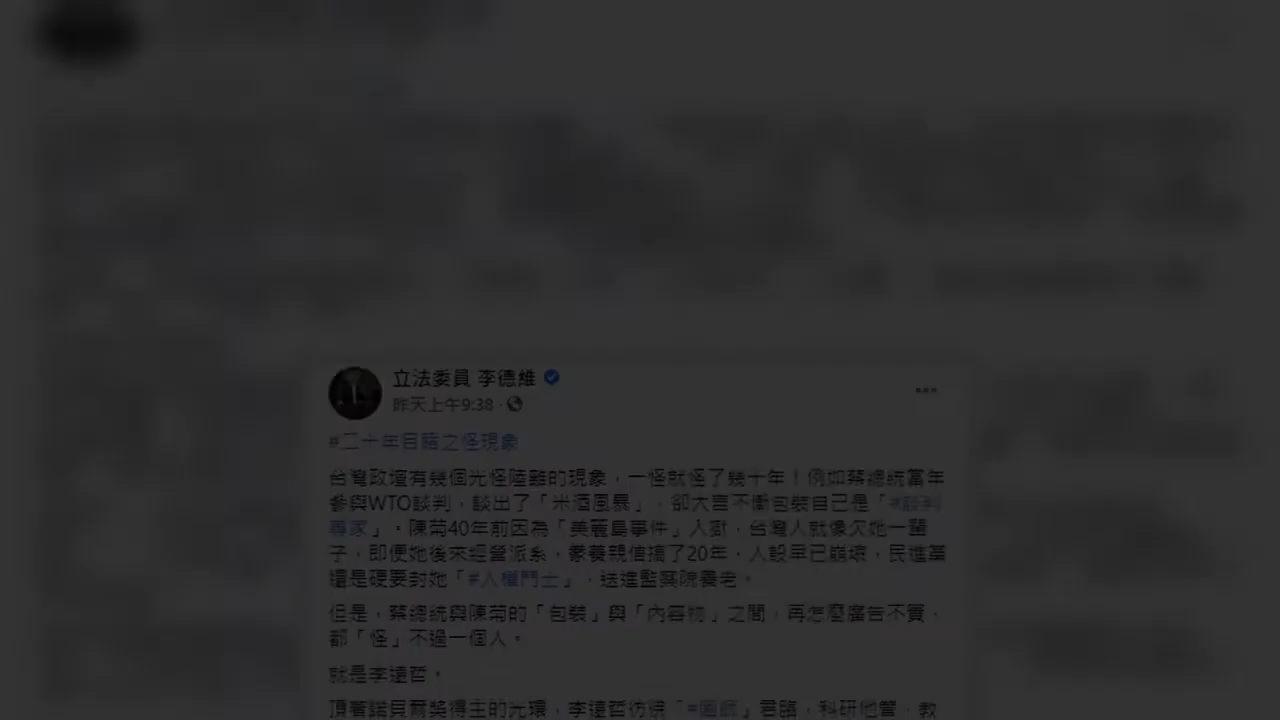 立法委員 李德維
昨天上午9:38 ·
#二十年目睹之怪現象
台灣政壇有幾個光怪陸離的現象，一怪就怪了幾十年！例如蔡總統當年
參與WTO談判，談出了「米酒風暴」，卻大言不慚包裝自己是「#談判
專家」。陳菊40年前因為「美麗島事件」入獄，台灣人就像欠她一輩
子，即便她後來經營派系，豢養親信搞了20年，人設早已崩壞，民進黨
還是硬要封她「#人權鬥士」，送進監察院養老。
但是，蔡總統與陳菊的「包裝」與「內容物」之間，再怎麼廣告不實，
都「怪」不過一個人。
就是李遠哲。
頂著諾貝爾獎得主的光環，李遠哲彷彿「#國師」君臨，科研他管，教